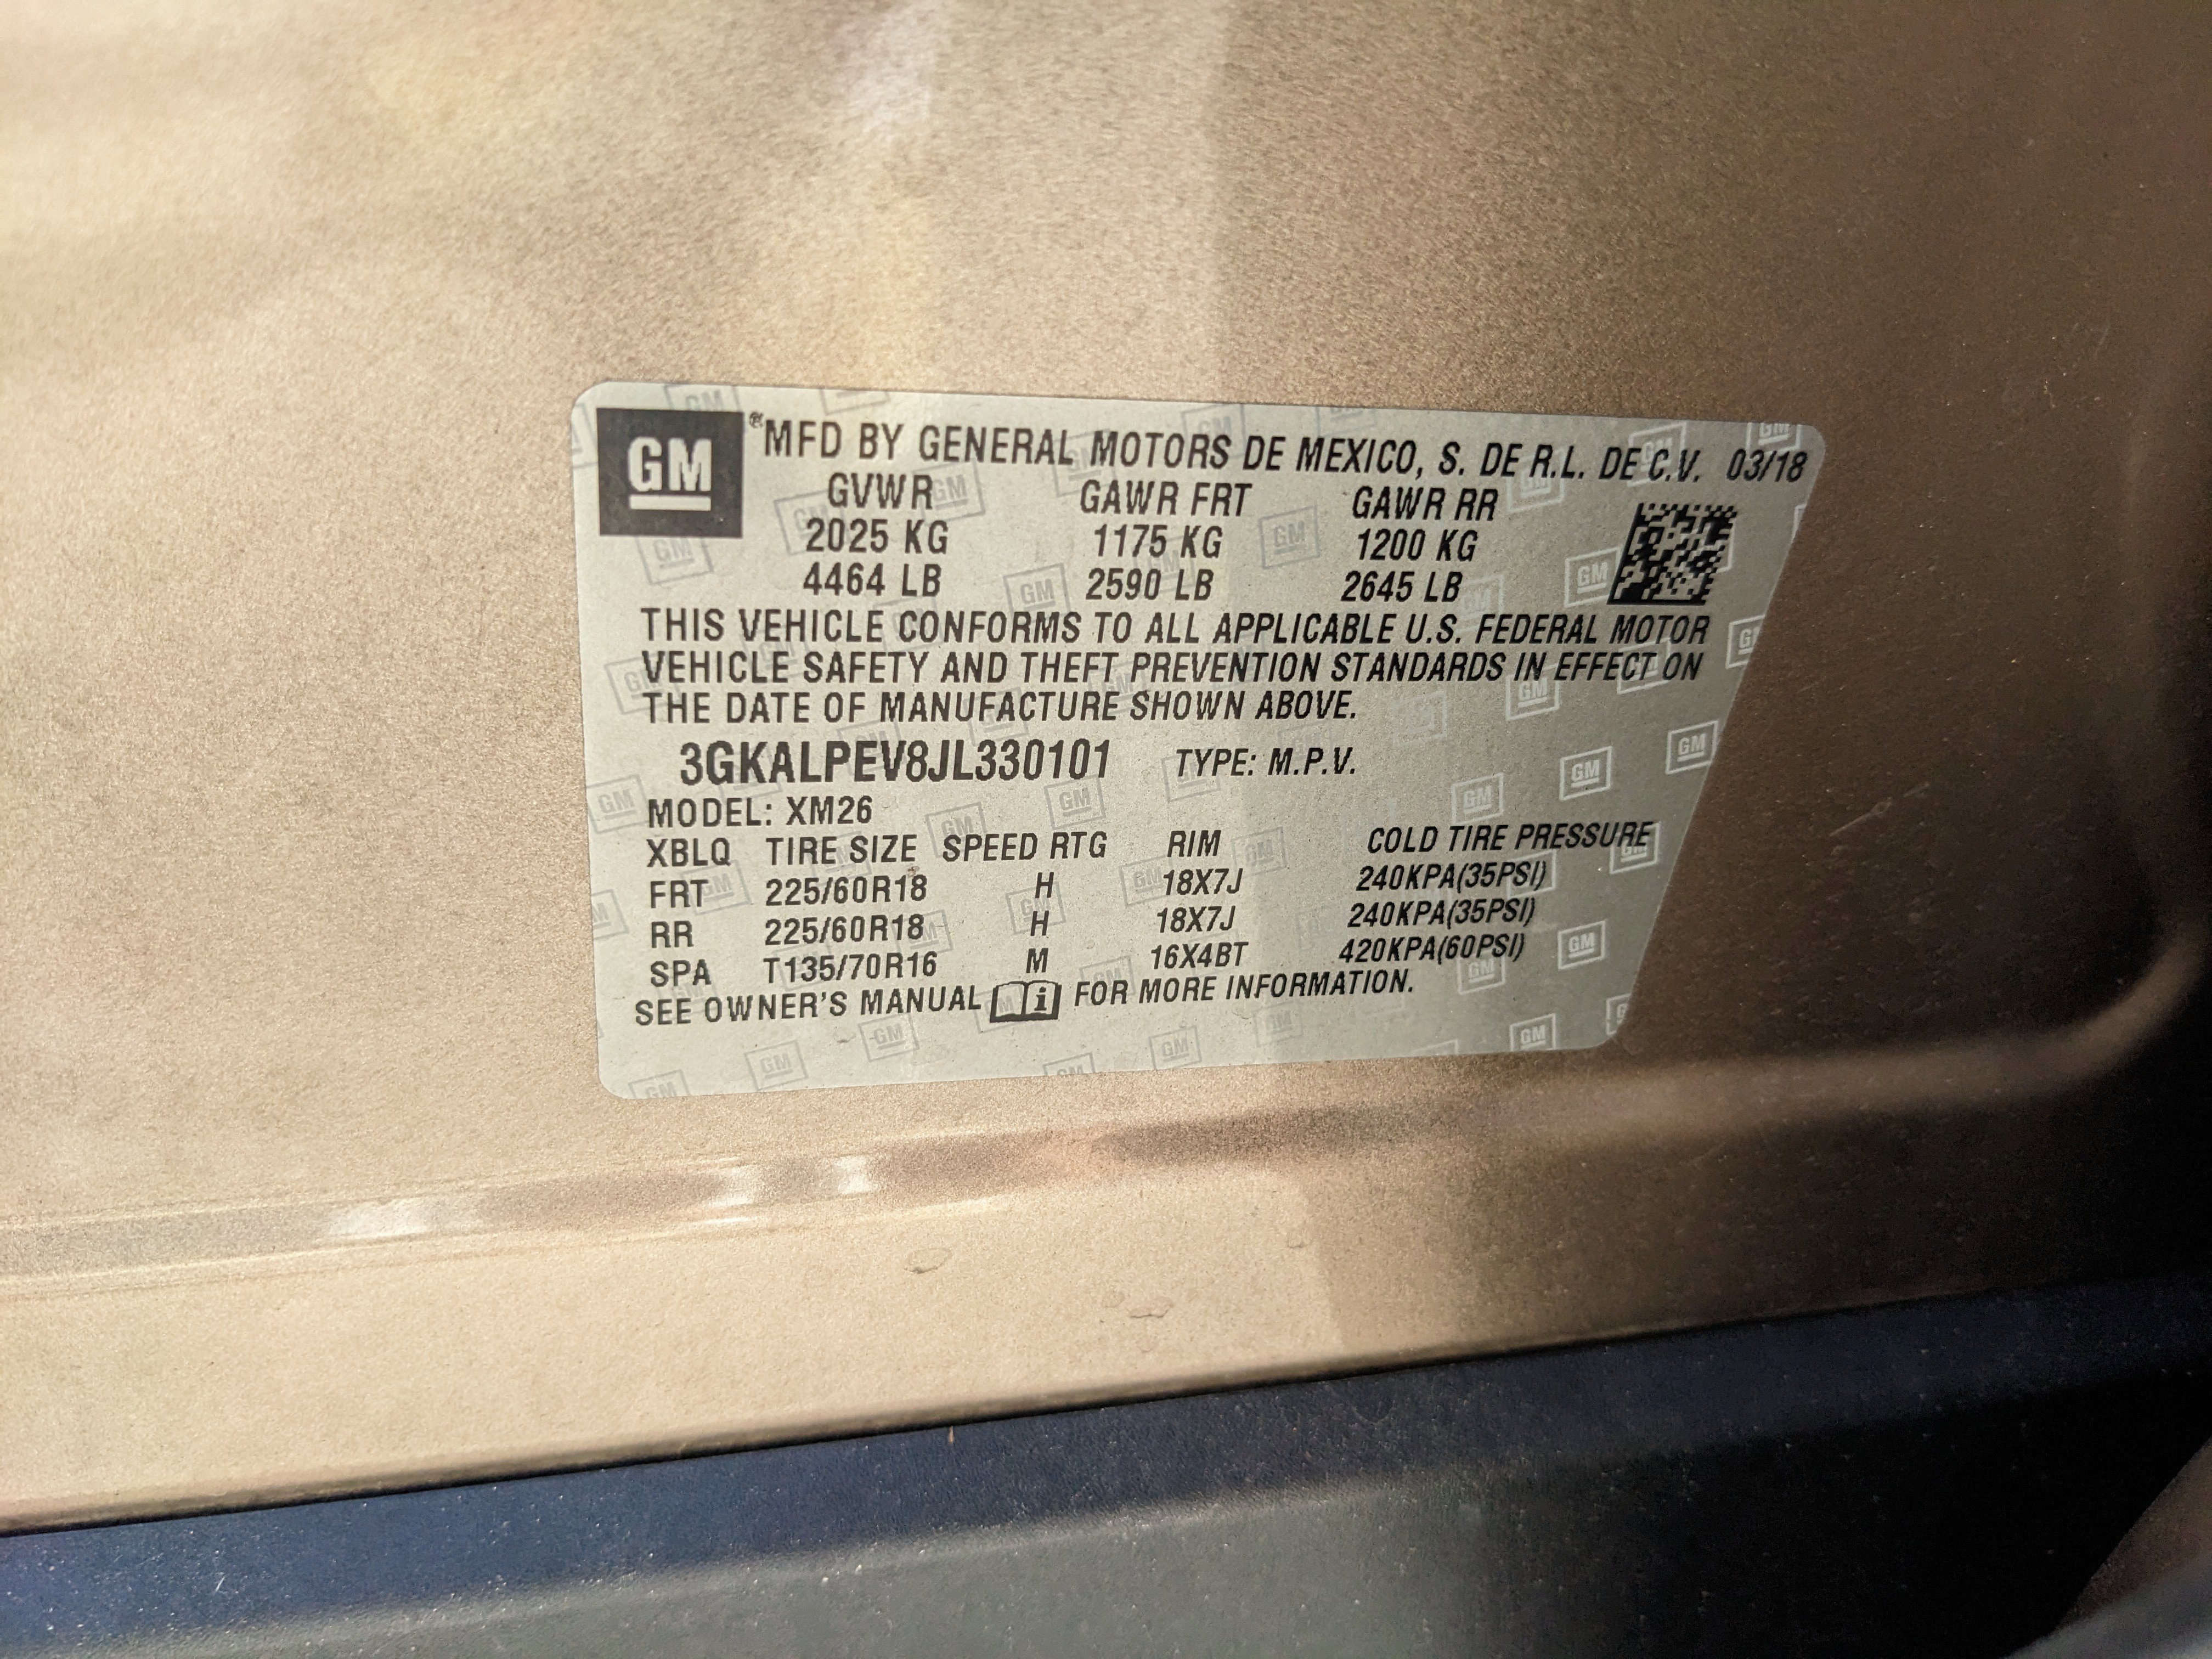 GM ® MFD BY GENERAL MOTORS DE MEXICO, S. DE R.L. DE C.V. 03/18
GVWR GAWR FRT GAWR RR
2025 KG 1175 KG 1200 KG
4464 LB 2590 LB 2645 LB
THIS VEHICLE CONFORMS TO ALL APPLICABLE U.S. FEDERAL MOTOR
VEHICLE SAFETY AND THEFT PREVENTION STANDARDS IN EFFECT ON
THE DATE OF MANUFACTURE SHOWN ABOVE.
3GKALPEV8JL330101 TYPE: M.P.V.
MODEL: XM26
XBLQ TIRE SIZE SPEED RTG RIM COLD TIRE PRESSURE
FRT 225/60R18 H 18X7J 240KPA(35PSI)
RR 225/60R18 H 18X7J 240KPA(35PSI)
SPA T135/70R16 M 16X4BT 420KPA(60PSI)
SEE OWNER'S MANUAL i FOR MORE INFORMATION.